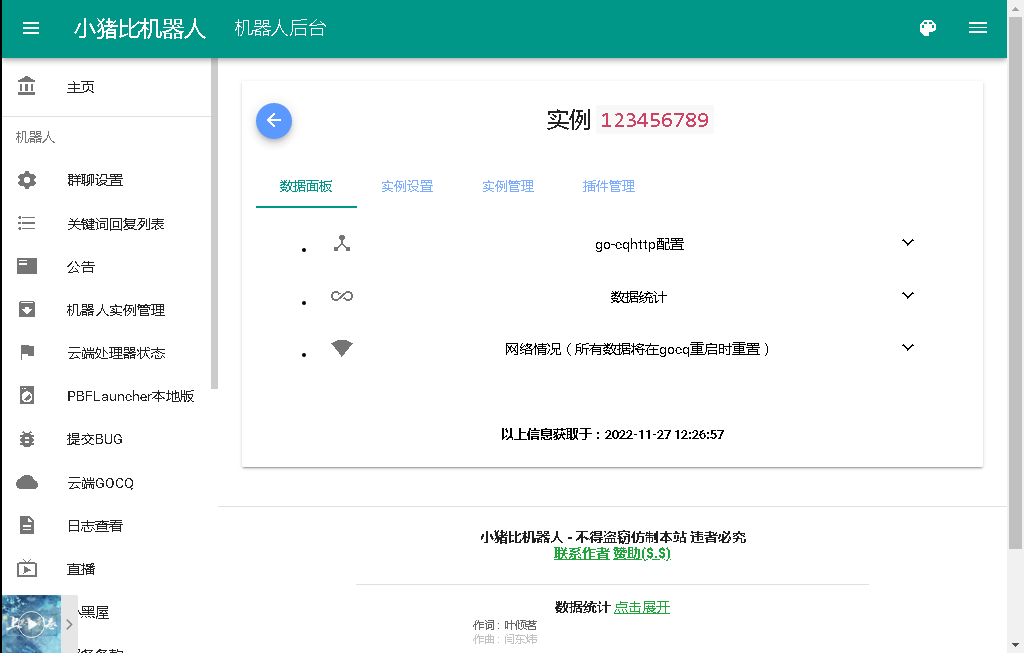 小猪比机器人 机器人后台
主页
机器人
群聊设置
关键词回复列表
公告
机器人实例管理
云端处理器状态
PBFLauncher本地版
提交BUG
云端GOCQ
日志查看
直播
小黑屋
实例 123456789
数据面板 实例设置 实例管理 插件管理
go-cqhttp配置
数据统计
网络情况（所有数据将在gocq重启时重置）
以上信息获取于：2022-11-27 12:26:57
小猪比机器人 - 不得盗窃仿制本站 违者必究
联系作者 赞助($.$)
数据统计 点击展开
作词 : 叶倾茗
作曲 : 闫东炜